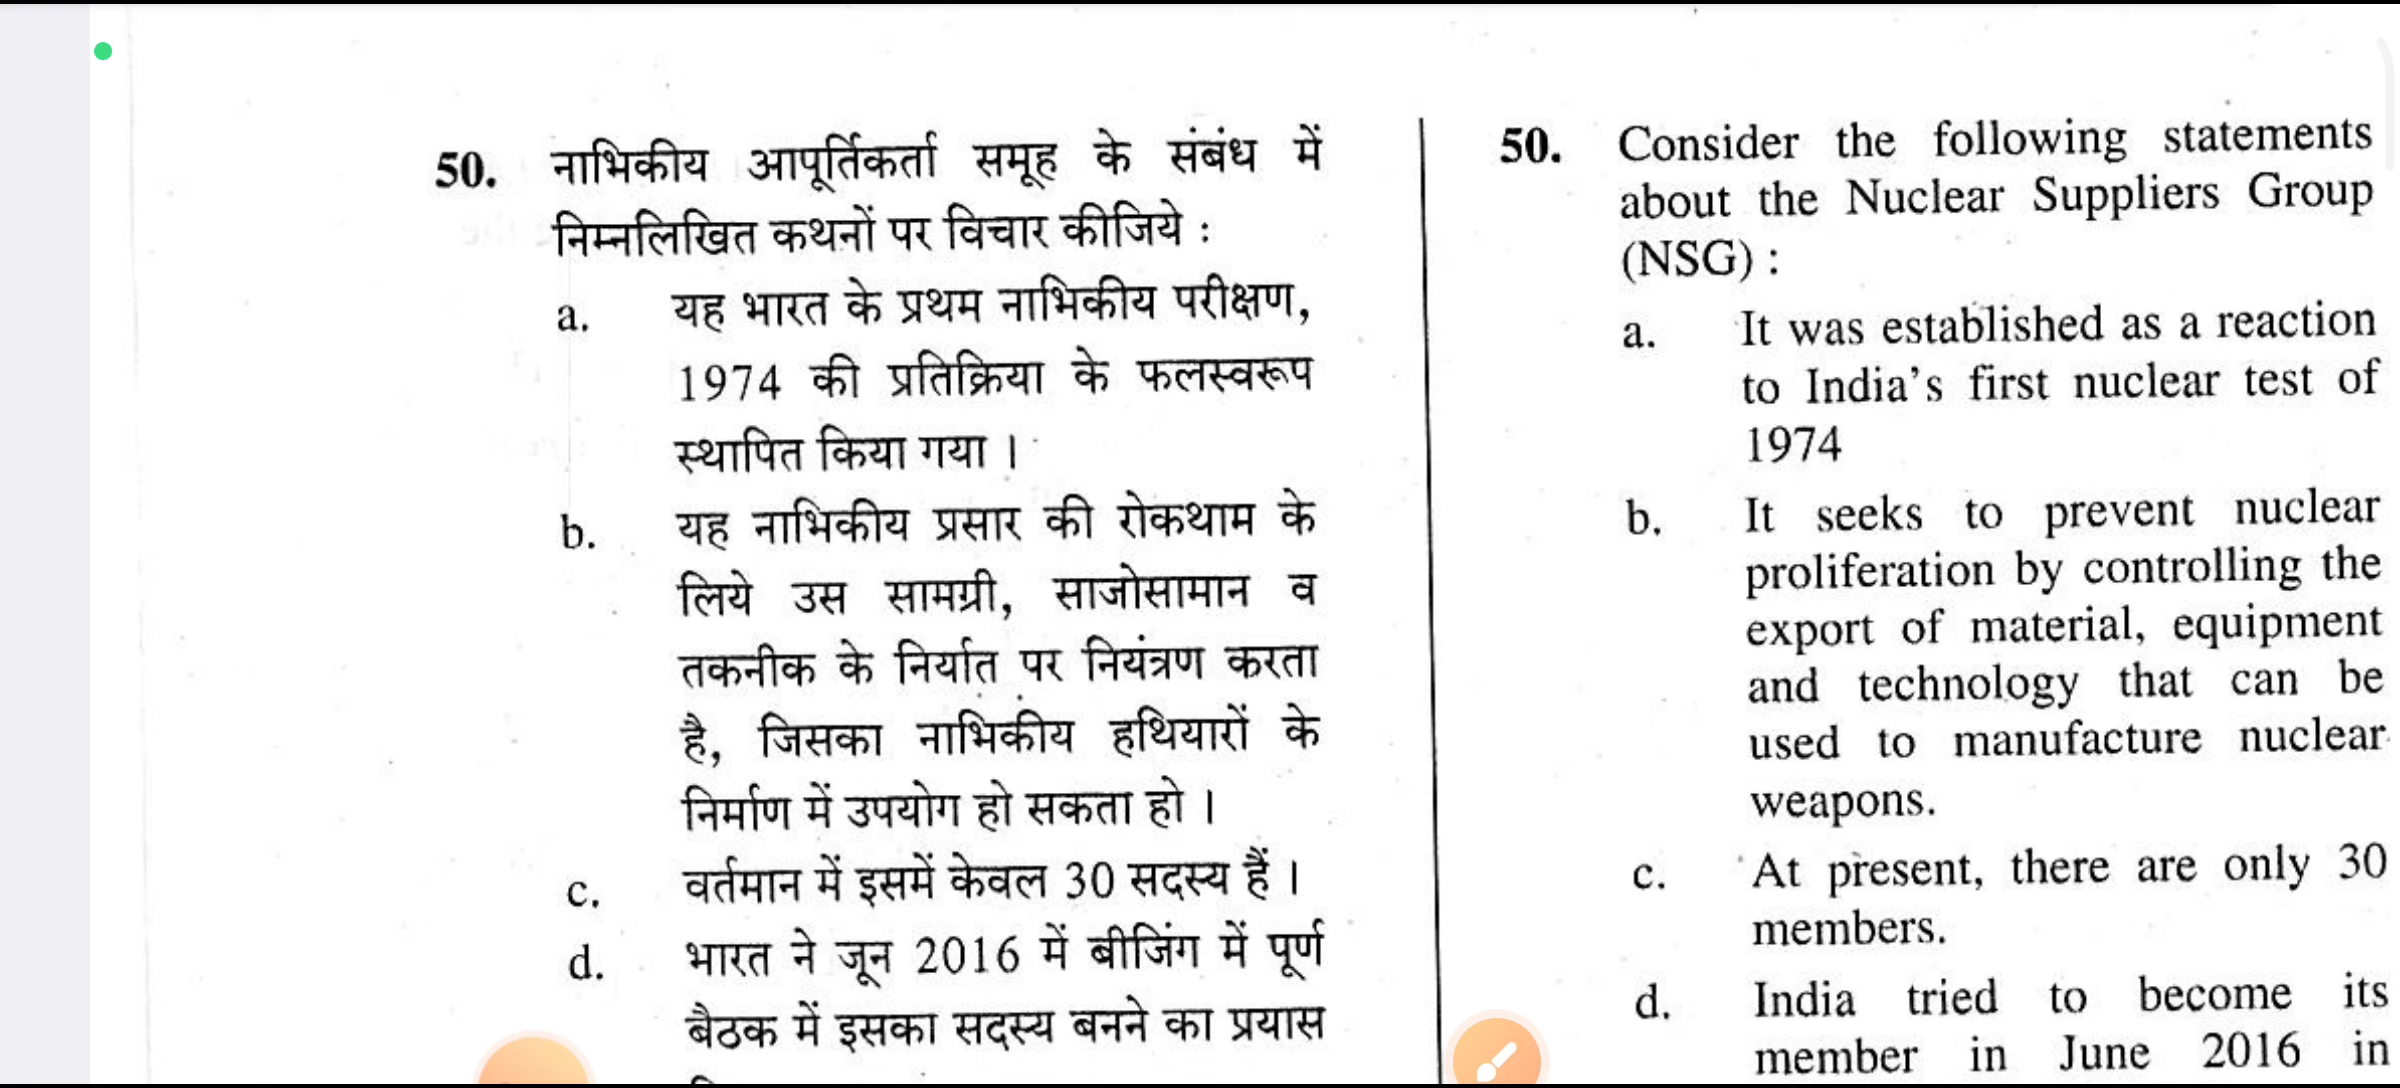 50. नाभिकीय आपूर्तिकर्ता समूह के संबंध में
निम्नलिखित कथनों पर विचार कीजिये :
a. यह भारत के प्रथम नाभिकीय परीक्षण,
1974 की प्रतिक्रिया के फलस्वरूप
स्थापित किया गया ।
b. यह नाभिकीय प्रसार की रोकथाम के
लिये उस सामग्री, साजोसामान व
तकनीक के निर्यात पर नियंत्रण करता
है, जिसका नाभिकीय हथियारों के
निर्माण में उपयोग हो सकता हो ।
c. वर्तमान में इसमें केवल 30 सदस्य हैं ।
d. भारत ने जून 2016 में बीजिंग में पूर्ण
बैठक में इसका सदस्य बनने का प्रयास
50. Consider the following statements
about the Nuclear Suppliers Group
(NSG) :
a. It was established as a reaction
to India's first nuclear test of
1974
b. It seeks to prevent nuclear
proliferation by controlling the
export of material, equipment
and technology that can be
used to manufacture nuclear
weapons.
c. At present, there are only 30
members.
d. India tried to become its
member in June 2016 in